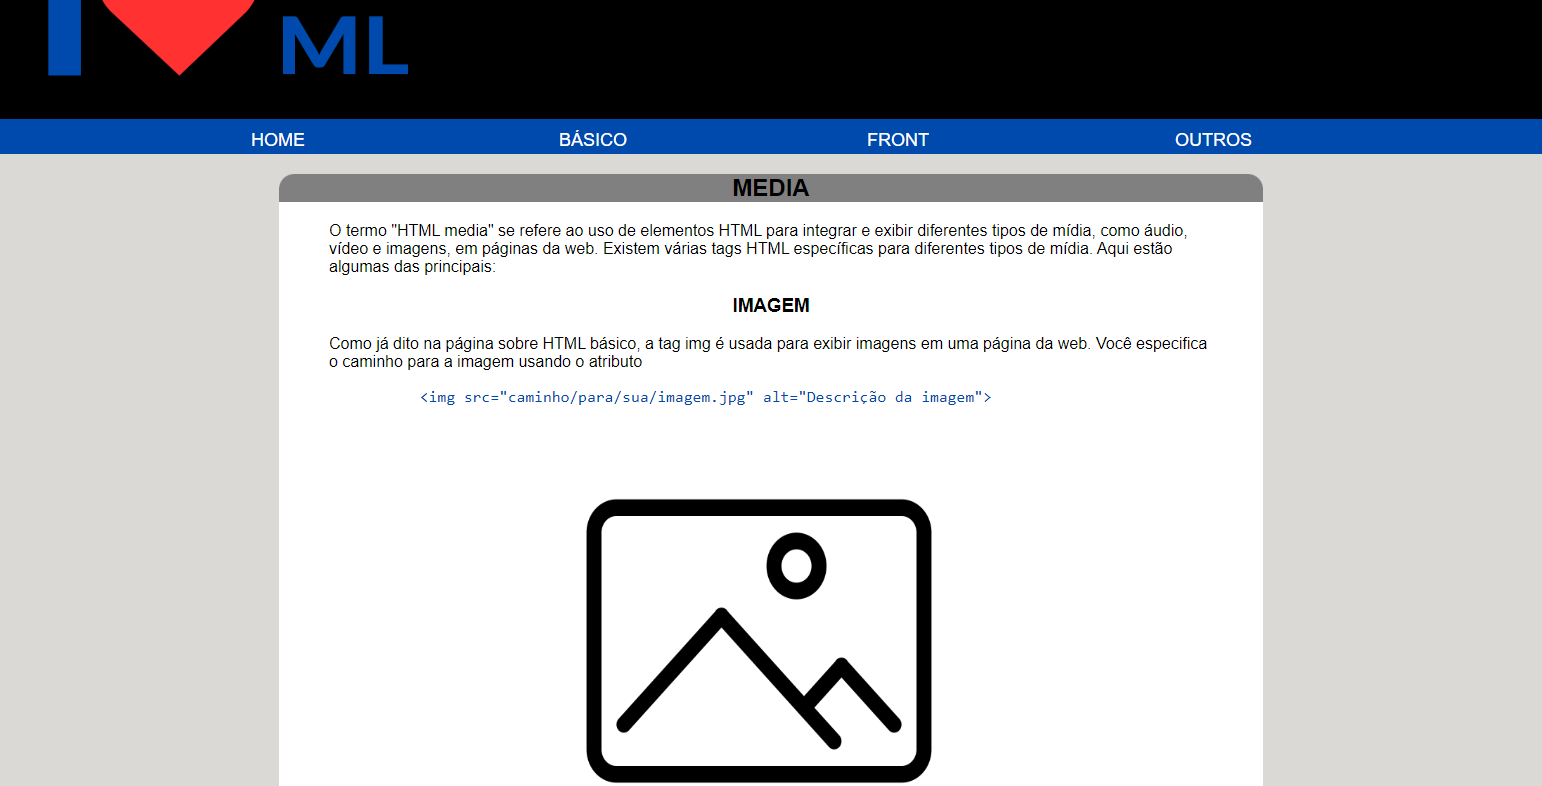 I ML
HOME BÁSICO FRONT OUTROS
MEDIA
O termo "HTML media" se refere ao uso de elementos HTML para integrar e exibir diferentes tipos de mídia, como áudio,
vídeo e imagens, em páginas da web. Existem várias tags HTML específicas para diferentes tipos de mídia. Aqui estão
algumas das principais:
IMAGEM
Como já dito na página sobre HTML básico, a tag img é usada para exibir imagens em uma página da web. Você especifica
o caminho para a imagem usando o atributo
<img src="caminho/para/sua/imagem.jpg" alt="Descrição da imagem">